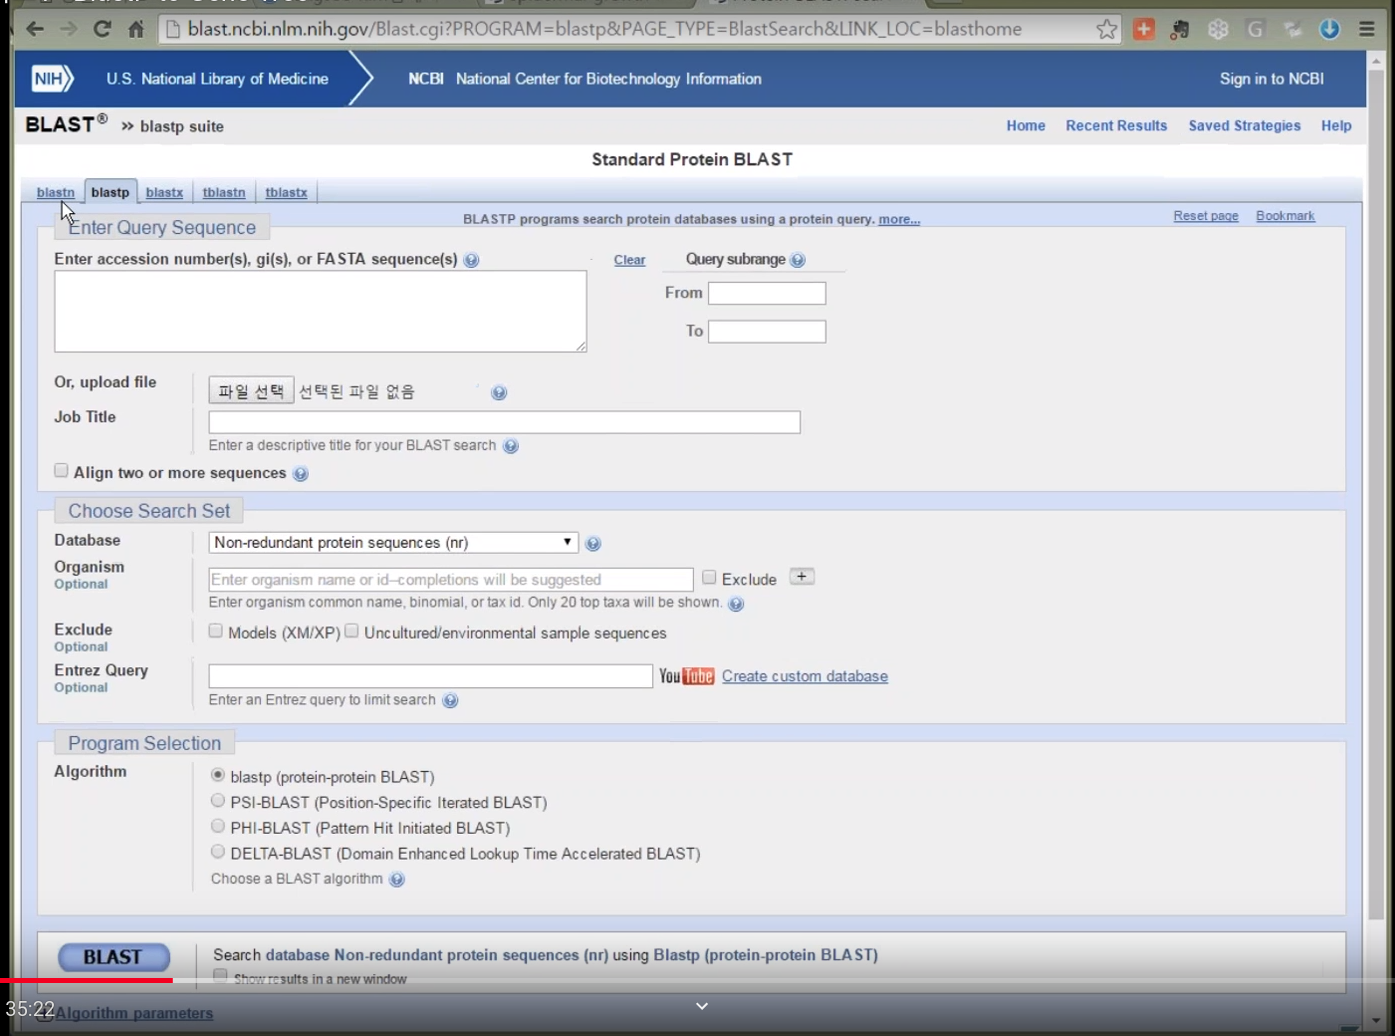 blast.ncbi.nlm.nih.gov/Blast.cgi?PROGRAM=blastp&PAGE_TYPE=BlastSearch&LINK_LOC=blasthome
NIH U.S. National Library of Medicine NCBI National Center for Biotechnology Information Sign in to NCBI
BLAST® » blastp suite Home Recent Results Saved Strategies Help
Standard Protein BLAST
blastn blastp blastx tblastn tblastx
BLASTP programs search protein databases using a protein query. more... Reset page Bookmark
Enter Query Sequence
Enter accession number(s), gi(s), or FASTA sequence(s) Clear Query subrange
From
To
Or, upload file 파일 선택 선택된 파일 없음
Job Title
Enter a descriptive title for your BLAST search
Align two or more sequences
Choose Search Set
Database Non-redundant protein sequences (nr)
Organism
Optional
Enter organism name or id--completions will be suggested Exclude +
Enter organism common name, binomial, or tax id. Only 20 top taxa will be shown.
Exclude Models (XM/XP) Uncultured/environmental sample sequences
Optional
Entrez Query YouTube Create custom database
Optional
Enter an Entrez query to limit search
Program Selection
Algorithm
blastp (protein-protein BLAST)
PSI-BLAST (Position-Specific Iterated BLAST)
PHI-BLAST (Pattern Hit Initiated BLAST)
DELTA-BLAST (Domain Enhanced Lookup Time Accelerated BLAST)
Choose a BLAST algorithm
BLAST Search database Non-redundant protein sequences (nr) using Blastp (protein-protein BLAST)
Show results in a new window
35:22
Algorithm parameters